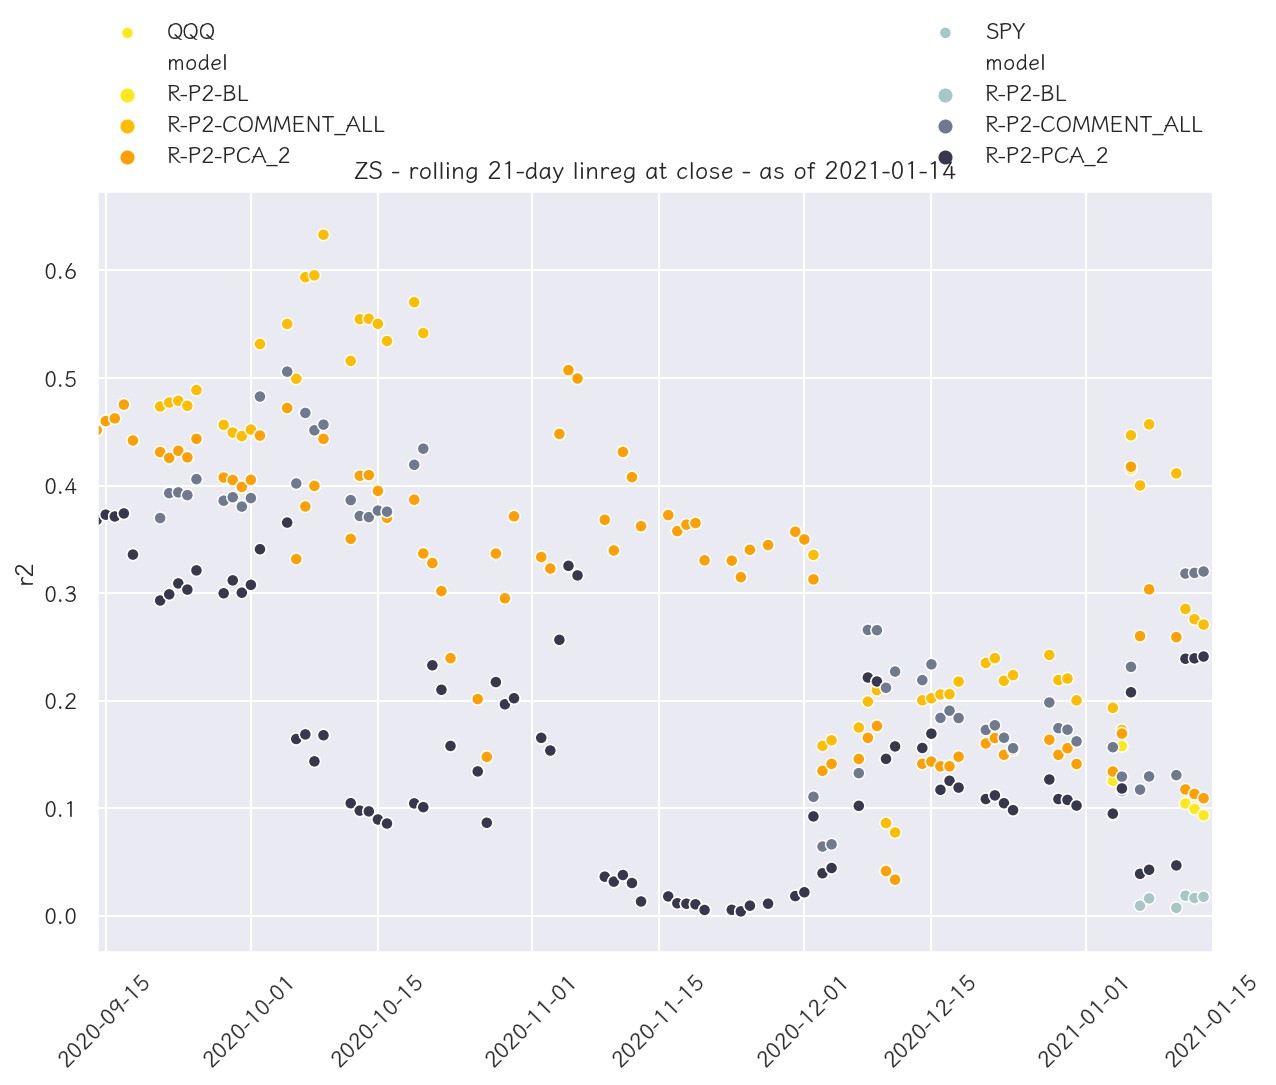 QQQ
model
R-P2-BL
R-P2-COMMENT_ALL
R-P2-PCA_2
SPY
model
R-P2-BL
R-P2-COMMENT_ALL
R-P2-PCA_2
ZS - rolling 21-day linreg at close - as of 2021-01-14
r2
0.6
0.5
0.4
0.3
0.2
0.1
0.0
2020-09-15
2020-10-01
2020-10-15
2020-11-01
2020-11-15
2020-12-01
2020-12-15
2021-01-01
2021-01-15